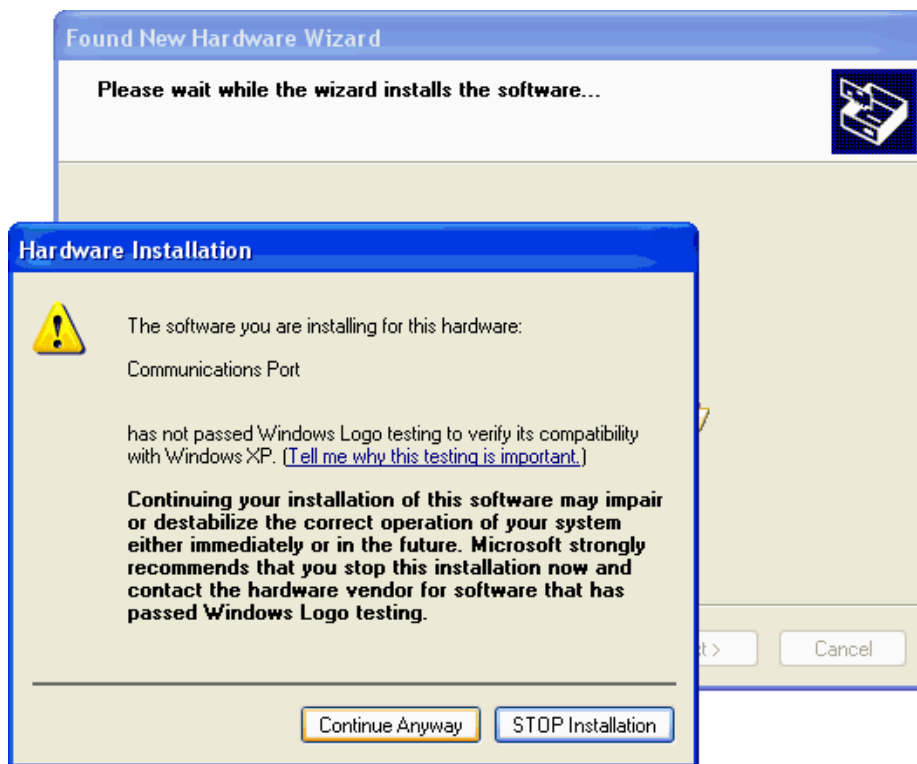 Found New Hardware Wizard
Please wait while the wizard installs the software...
Hardware Installation
The software you are installing for this hardware:
Communications Port
has not passed Windows Logo testing to verify its compatibility
with Windows XP. (Tell me why this testing is important.)
Continuing your installation of this software may impair
or destabilize the correct operation of your system
either immediately or in the future. Microsoft strongly
recommends that you stop this installation now and
contact the hardware vendor for software that has
passed Windows Logo testing.
Cancel
Continue Anyway
STOP Installation